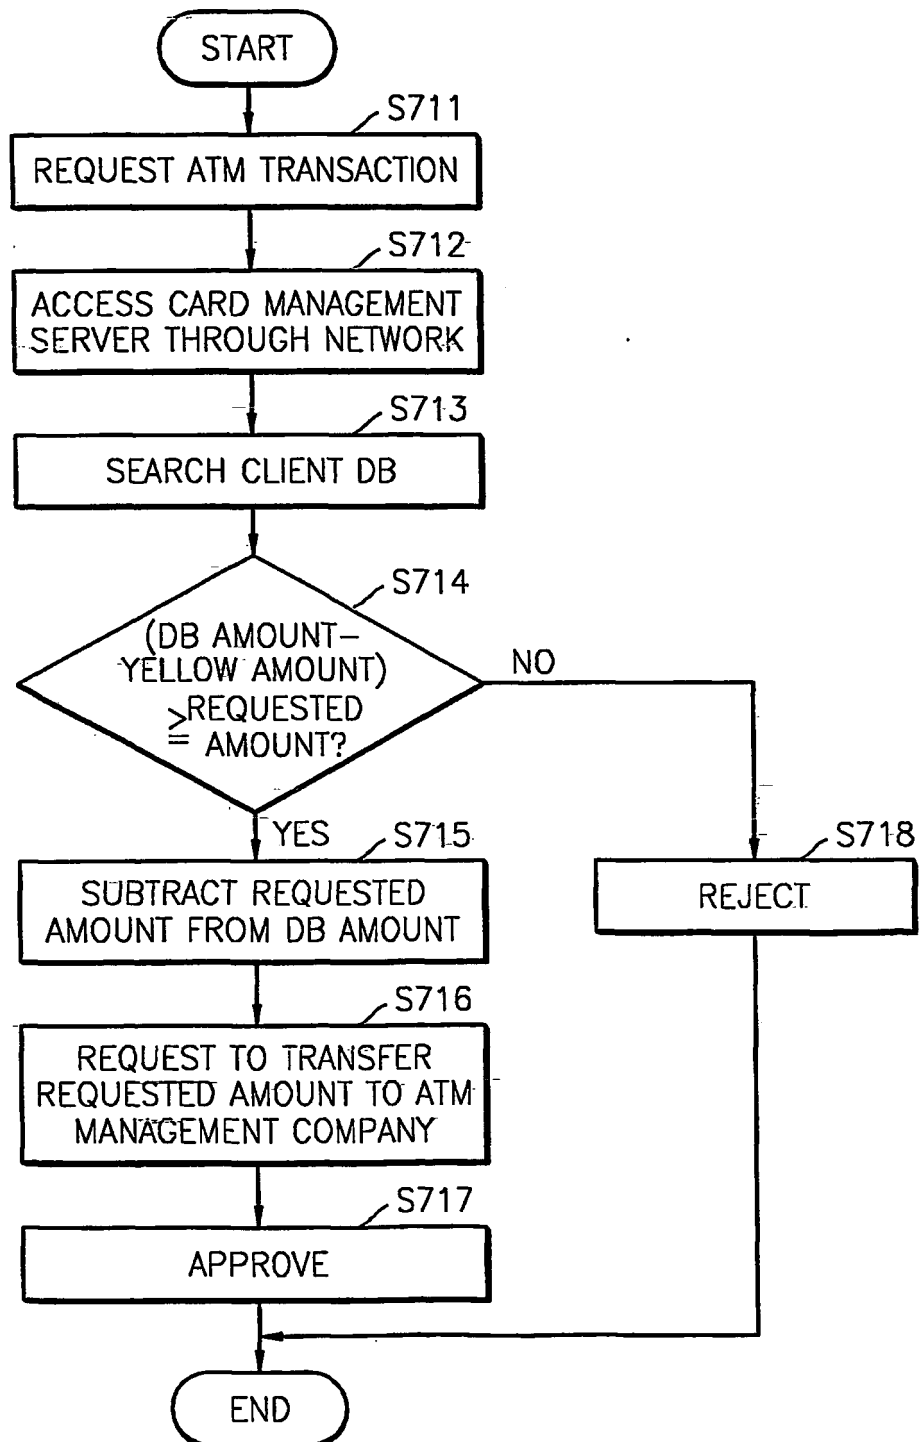 START
S711
REQUEST ATM TRANSACTION
S712
ACCESS CARD MANAGEMENT
SERVER THROUGH NETWORK
S713
SEARCH CLIENT DB
S714
(DB AMOUNT-
YELLOW AMOUNT)
≧REQUESTED
AMOUNT?
NO
YES
S715
SUBTRACT REQUESTED
AMOUNT FROM DB AMOUNT
S718
REJECT
S716
REQUEST TO TRANSFER
REQUESTED AMOUNT TO ATM
MANAGEMENT COMPANY
S717
APPROVE
END